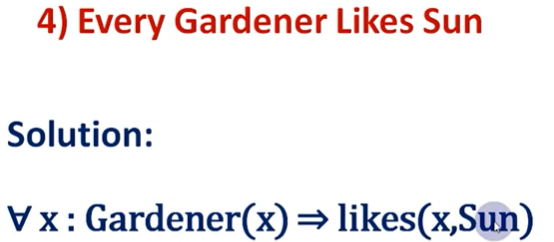 4) Every Gardener Likes Sun
Solution:
∀ x : Gardener(x) ⇒ likes(x,Sun)